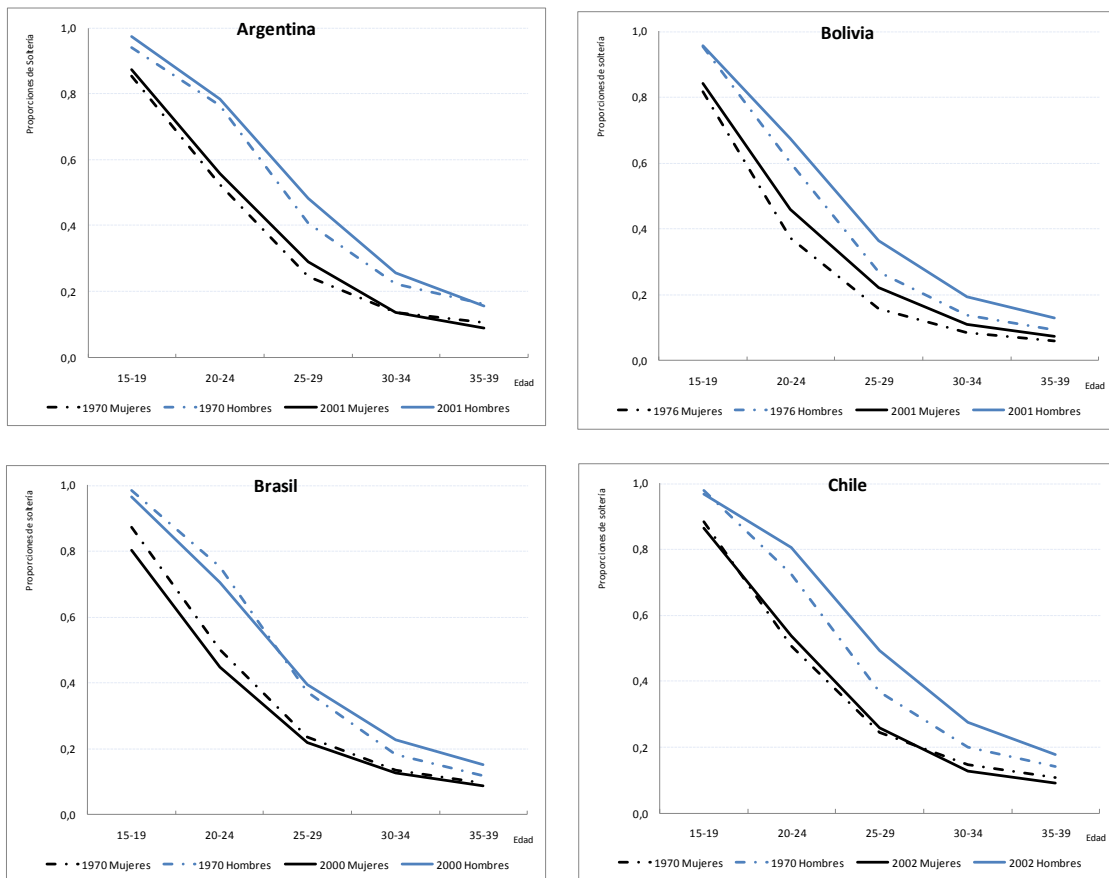 Argentina
Proporciones de Soltería
1,0
0,8
0,6
0,4
0,2
0,0
15-19 20-24 25-29 30-34 35-39 Edad
1970 Mujeres 1970 Hombres 2001 Mujeres 2001 Hombres
Bolivia
Proporciones de soltería
1,0
0,8
0,6
0,4
0,2
0,0
15-19 20-24 25-29 30-34 35-39 Edad
1976 Mujeres 1976 Hombres 2001 Mujeres 2001 Hombres
Brasil
Proporciones de soltería
1,0
0,8
0,6
0,4
0,2
0,0
15-19 20-24 25-29 30-34 35-39 Edad
1970 Mujeres 1970 Hombres 2000 Mujeres 2000 Hombres
Chile
Proporciones de soltería
1,0
0,8
0,6
0,4
0,2
0,0
15-19 20-24 25-29 30-34 35-39 Edad
1970 Mujeres 1970 Hombres 2002 Mujeres 2002 Hombres